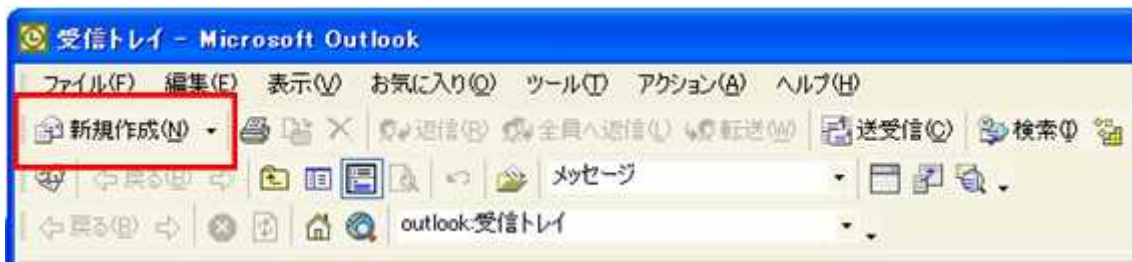 受信トレイ - Microsoft Outlook
ファイル(F) 編集(E) 表示(V) お気に入り(O) ツール(T) アクション(A) ヘルプ(H)
新規作成(N) 返信(R) 全員へ返信(L) 転送(W) 送受信(C) 検索(I)
戻る(B) メッセージ
戻る(B) outlook:受信トレイ